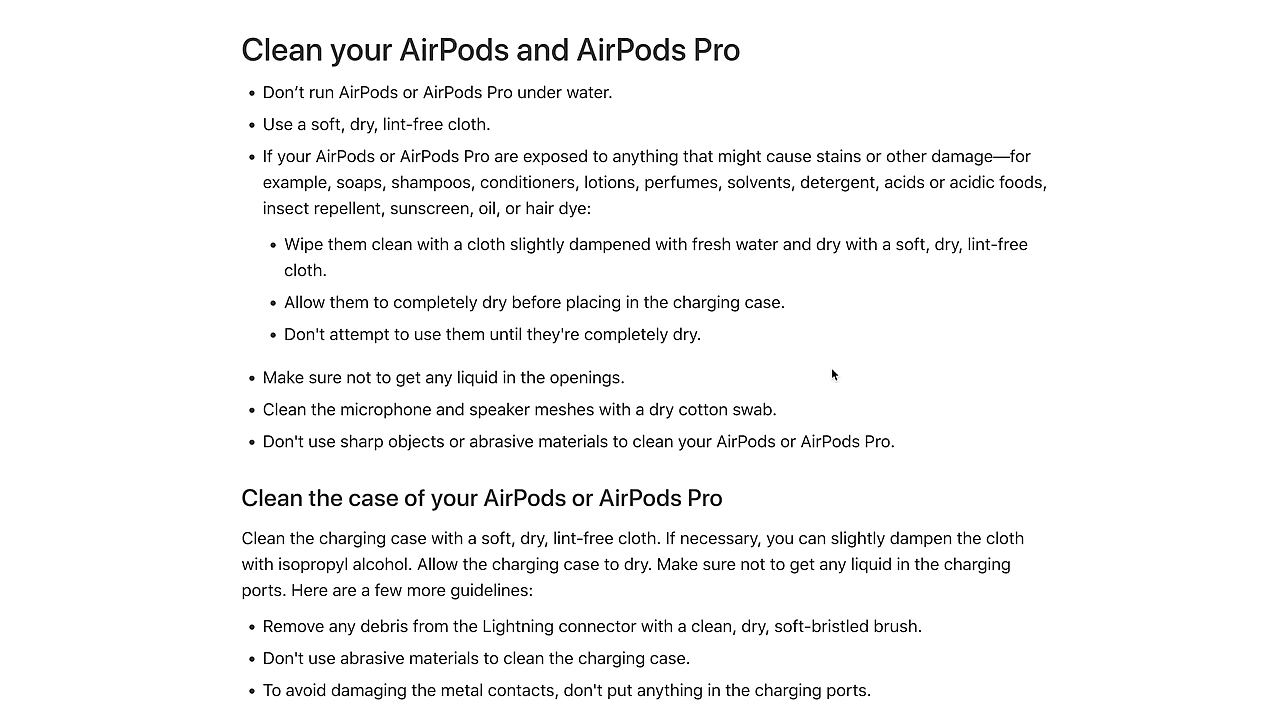 Clean your AirPods and AirPods Pro
• Don’t run AirPods or AirPods Pro under water.
• Use a soft, dry, lint-free cloth.
• If your AirPods or AirPods Pro are exposed to anything that might cause stains or other damage—for
example, soaps, shampoos, conditioners, lotions, perfumes, solvents, detergent, acids or acidic foods,
insect repellent, sunscreen, oil, or hair dye:
• Wipe them clean with a cloth slightly dampened with fresh water and dry with a soft, dry, lint-free
cloth.
• Allow them to completely dry before placing in the charging case.
• Don't attempt to use them until they're completely dry.
• Make sure not to get any liquid in the openings.
• Clean the microphone and speaker meshes with a dry cotton swab.
• Don't use sharp objects or abrasive materials to clean your AirPods or AirPods Pro.
Clean the case of your AirPods or AirPods Pro
Clean the charging case with a soft, dry, lint-free cloth. If necessary, you can slightly dampen the cloth
with isopropyl alcohol. Allow the charging case to dry. Make sure not to get any liquid in the charging
ports. Here are a few more guidelines:
• Remove any debris from the Lightning connector with a clean, dry, soft-bristled brush.
• Don't use abrasive materials to clean the charging case.
• To avoid damaging the metal contacts, don't put anything in the charging ports.